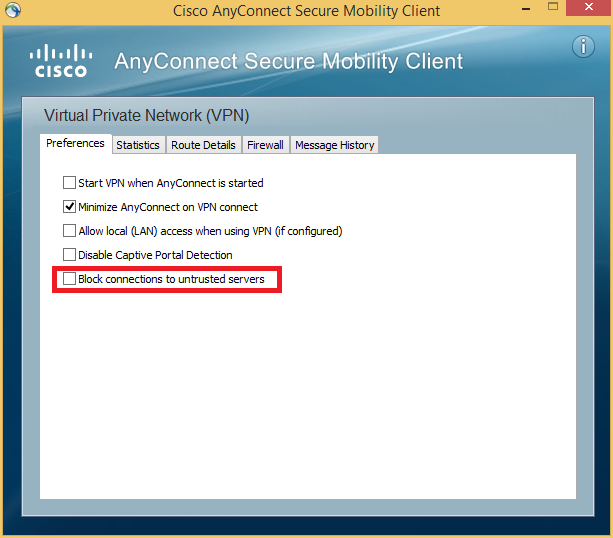 Cisco AnyConnect Secure Mobility Client
CISCO AnyConnect Secure Mobility Client
Virtual Private Network (VPN)
Preferences Statistics Route Details Firewall Message History
Start VPN when AnyConnect is started
Minimize AnyConnect on VPN connect
Allow local (LAN) access when using VPN (if configured)
Disable Captive Portal Detection
Block connections to untrusted servers